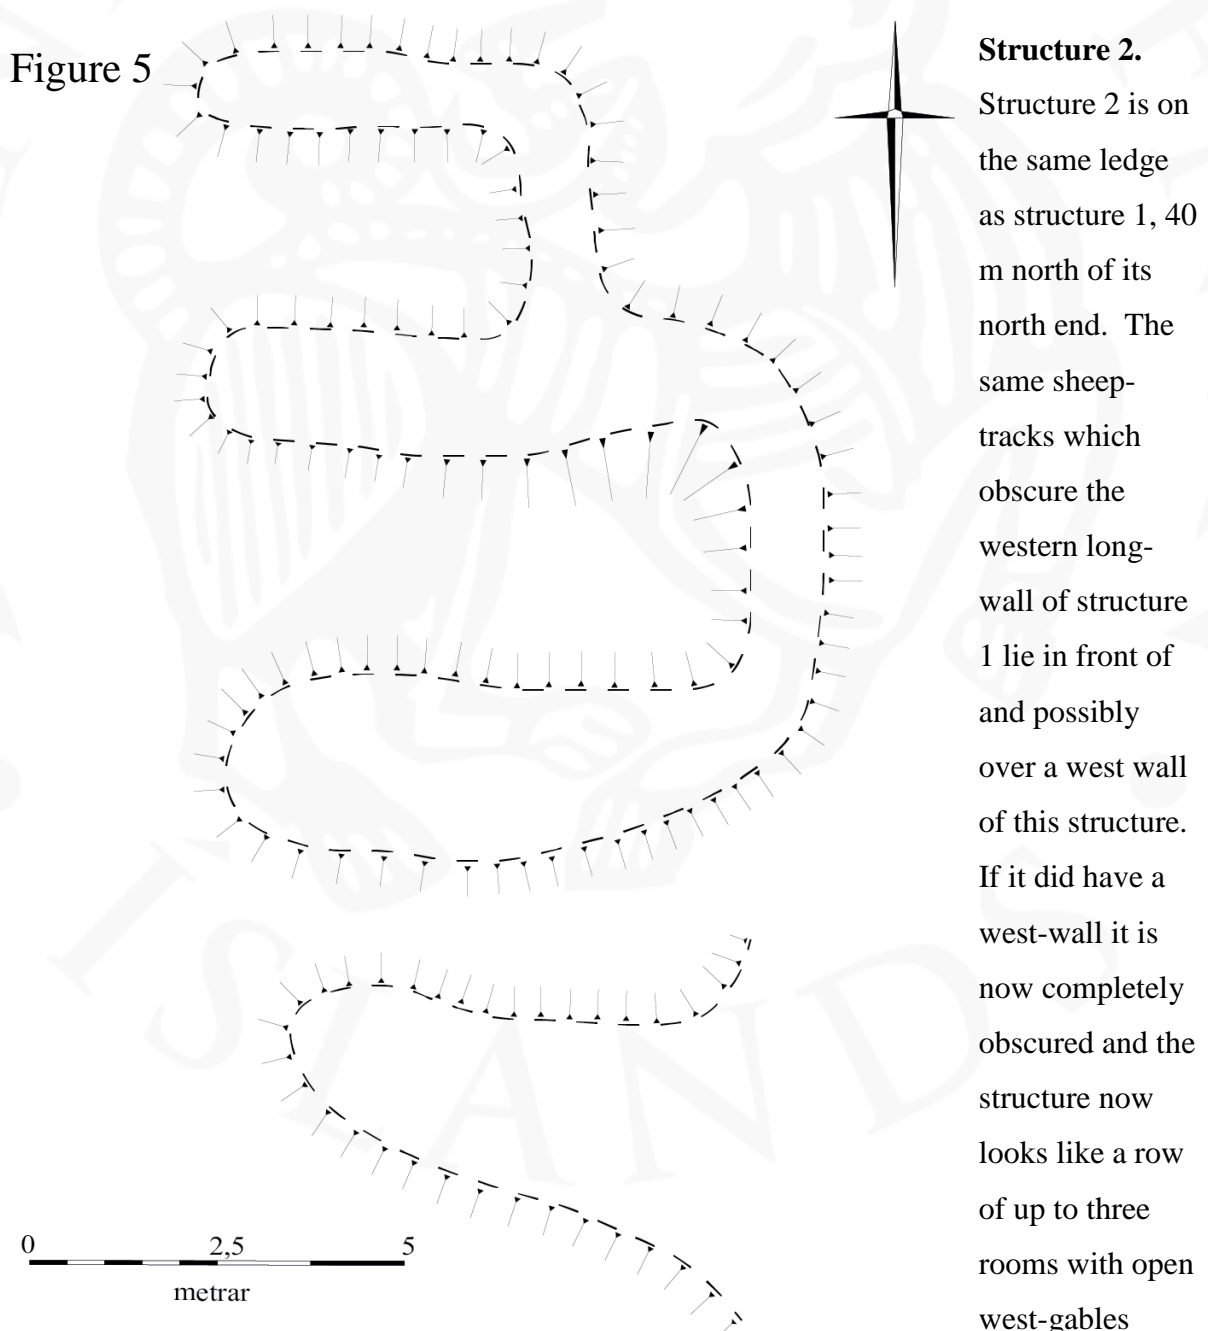 Figure 5
Structure 2.
Structure 2 is on
the same ledge
as structure 1, 40
m north of its
north end. The
same sheep-
tracks which
obscure the
western long-
wall of structure
1 lie in front of
and possibly
over a west wall
of this structure.
If it did have a
west-wall it is
now completely
obscured and the
structure now
looks like a row
of up to three
rooms with open
west-gables
0 2,5 5
metrar
ÍSLANDS